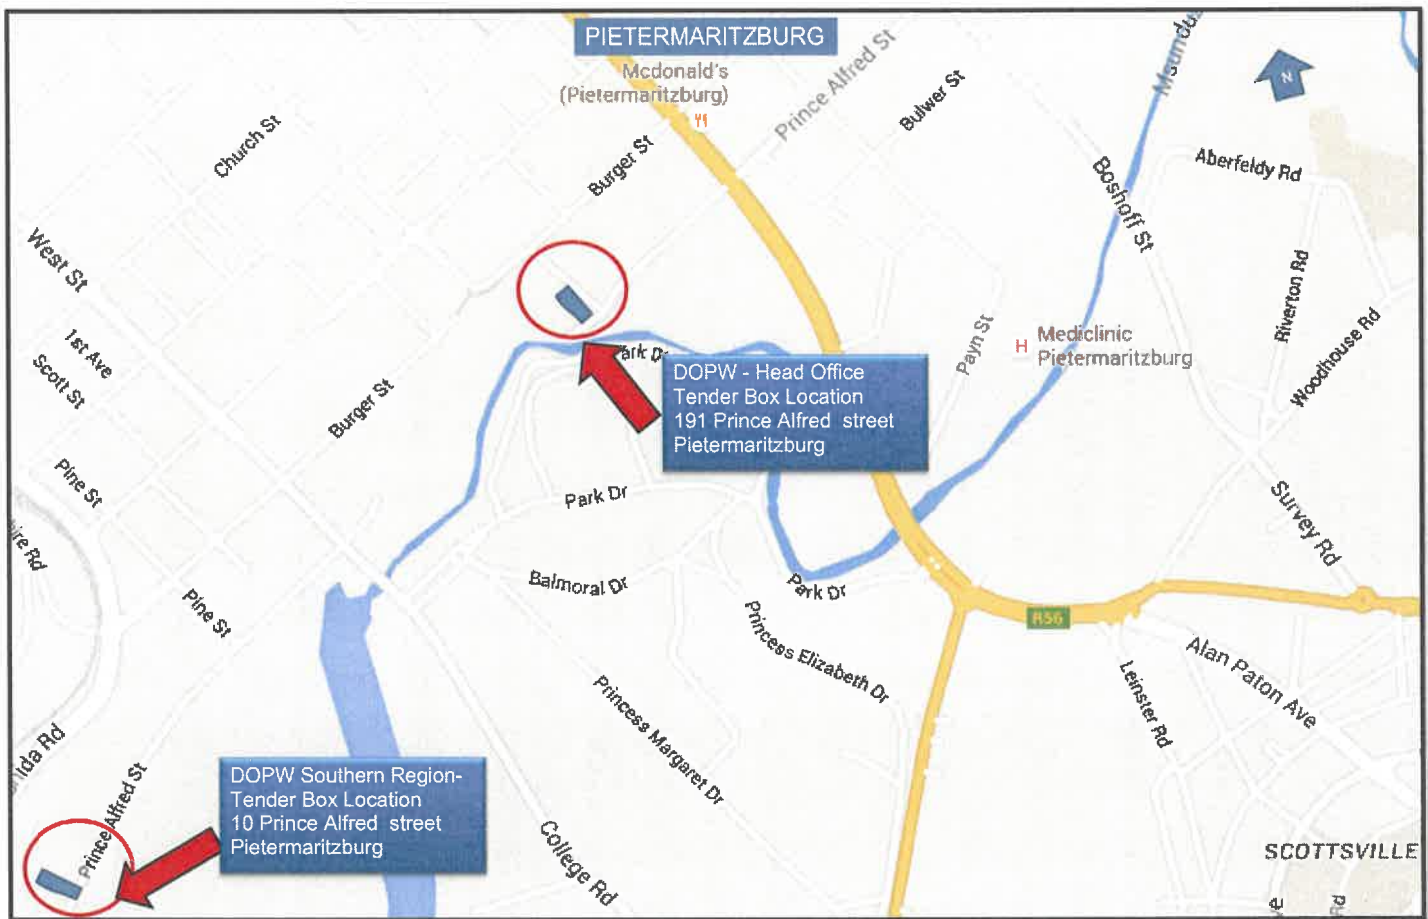 PIETERMARITZBURG
Mcdonald's
(Pietermaritzburg)
Prince Alfred St
Bulwer St
N
Church St
Burger St
Boshoff St
Aberfeldy Rd
West St
Riverton Rd
1st Ave
Scott St
Payn St
H
Mediclinic
Pietermaritzburg
Woodhouse Rd
DOPW - Head Office
Tender Box Location
191 Prince Alfred street
Pietermaritzburg
Burger St
Pine St
Park Dr
Survey Rd
Balmoral Dr
Park Dr
Pine St
R56
Princess Elizabeth Dr
Alan Paton Ave
Leinster Rd
Princess Margaret Dr
Prince Alfred St
DOPW Southern Region-
Tender Box Location
10 Prince Alfred street
Pietermaritzburg
College Rd
SCOTTSVILLE
Rd